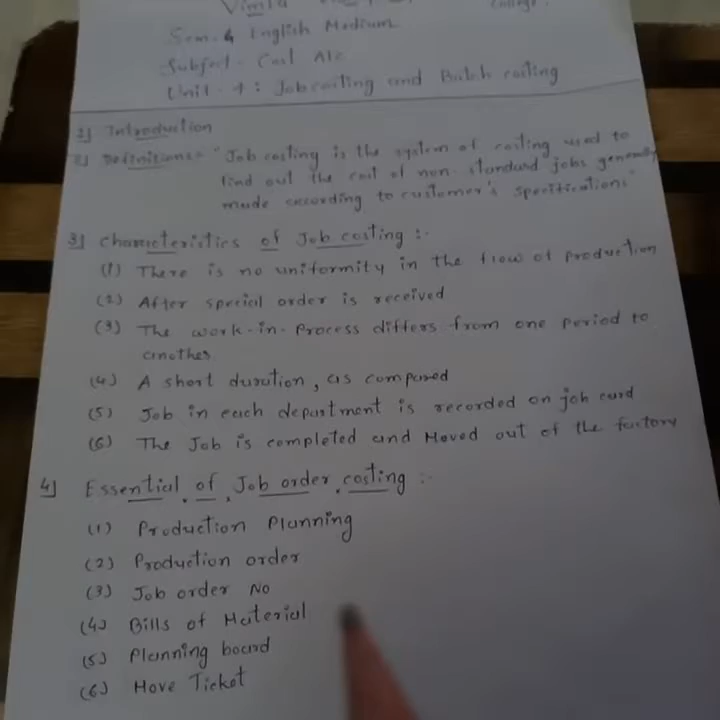 Vimla
College.
Sem. 4 English Medium
Subject - Cost A/c
Unit - 1 : Job costing and Batch costing
1) Introduction
2) Definitions = "Job costing is the system of costing used to
find out the cost of non-standard jobs generally
made according to customer's specifications"
3) Characteristics of Job costing :-
(1) There is no uniformity in the flow of production
(2) After special order is received
(3) The work-in-process differs from one period to
another
(4) A short duration, as compared
(5) Job in each department is recorded on job card
(6) The Job is completed and Moved out of the factory
4) Essential of Job order costing :-
(1) Production Planning
(2) Production order
(3) Job order No
(4) Bills of Material
(5) Planning board
(6) Move Ticket